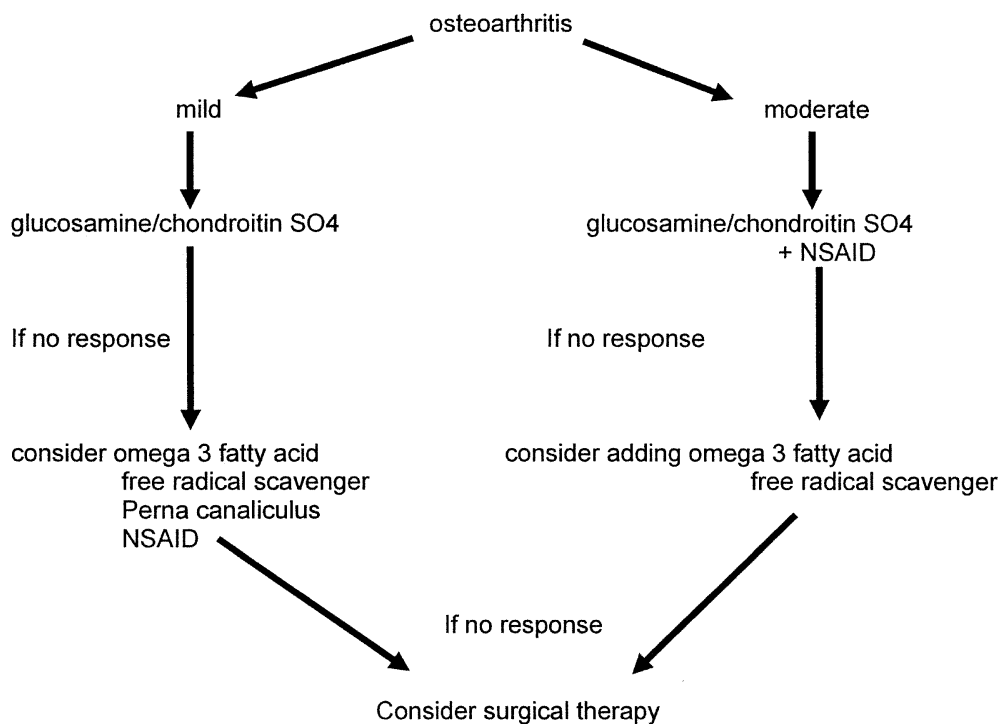 osteoarthritis
mild
moderate
glucosamine/chondroitin SO4
glucosamine/chondroitin SO4
+ NSAID
If no response
If no response
consider omega 3 fatty acid
free radical scavenger
Perna canaliculus
NSAID
consider adding omega 3 fatty acid
free radical scavenger
If no response
Consider surgical therapy